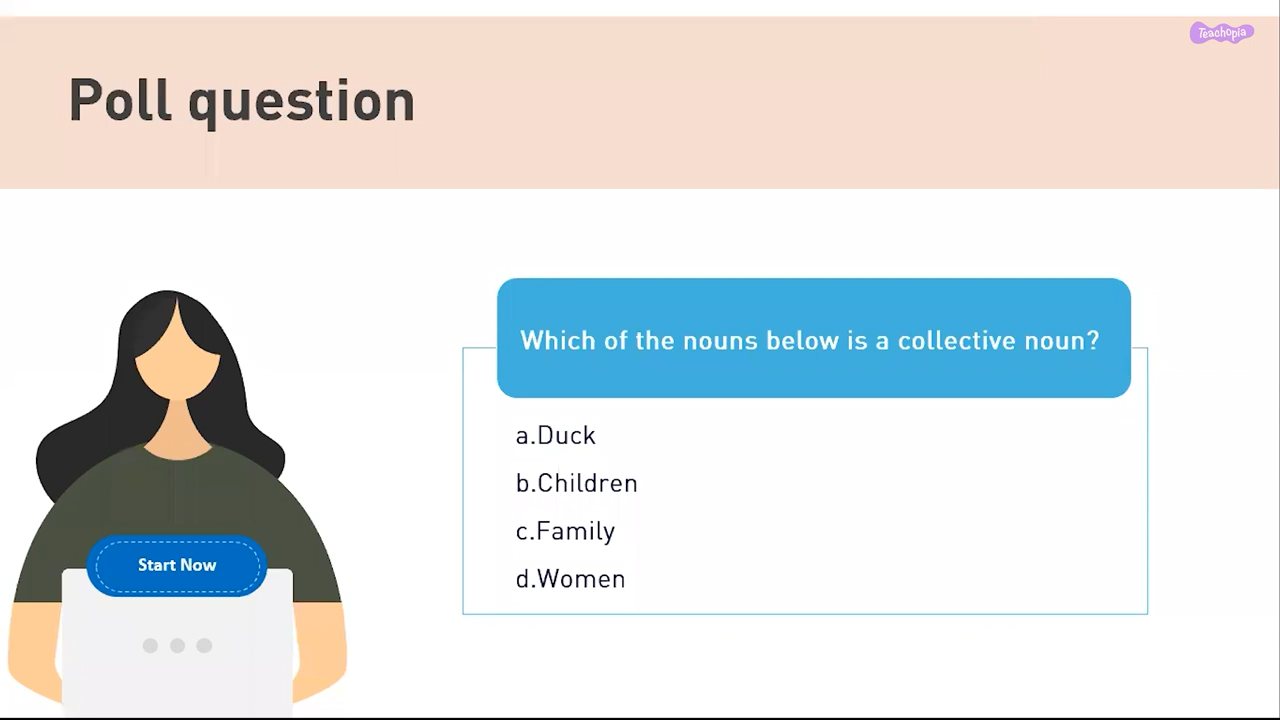 Teachopia
Poll question
Which of the nouns below is a collective noun?
a.Duck
b.Children
c.Family
d.Women
Start Now